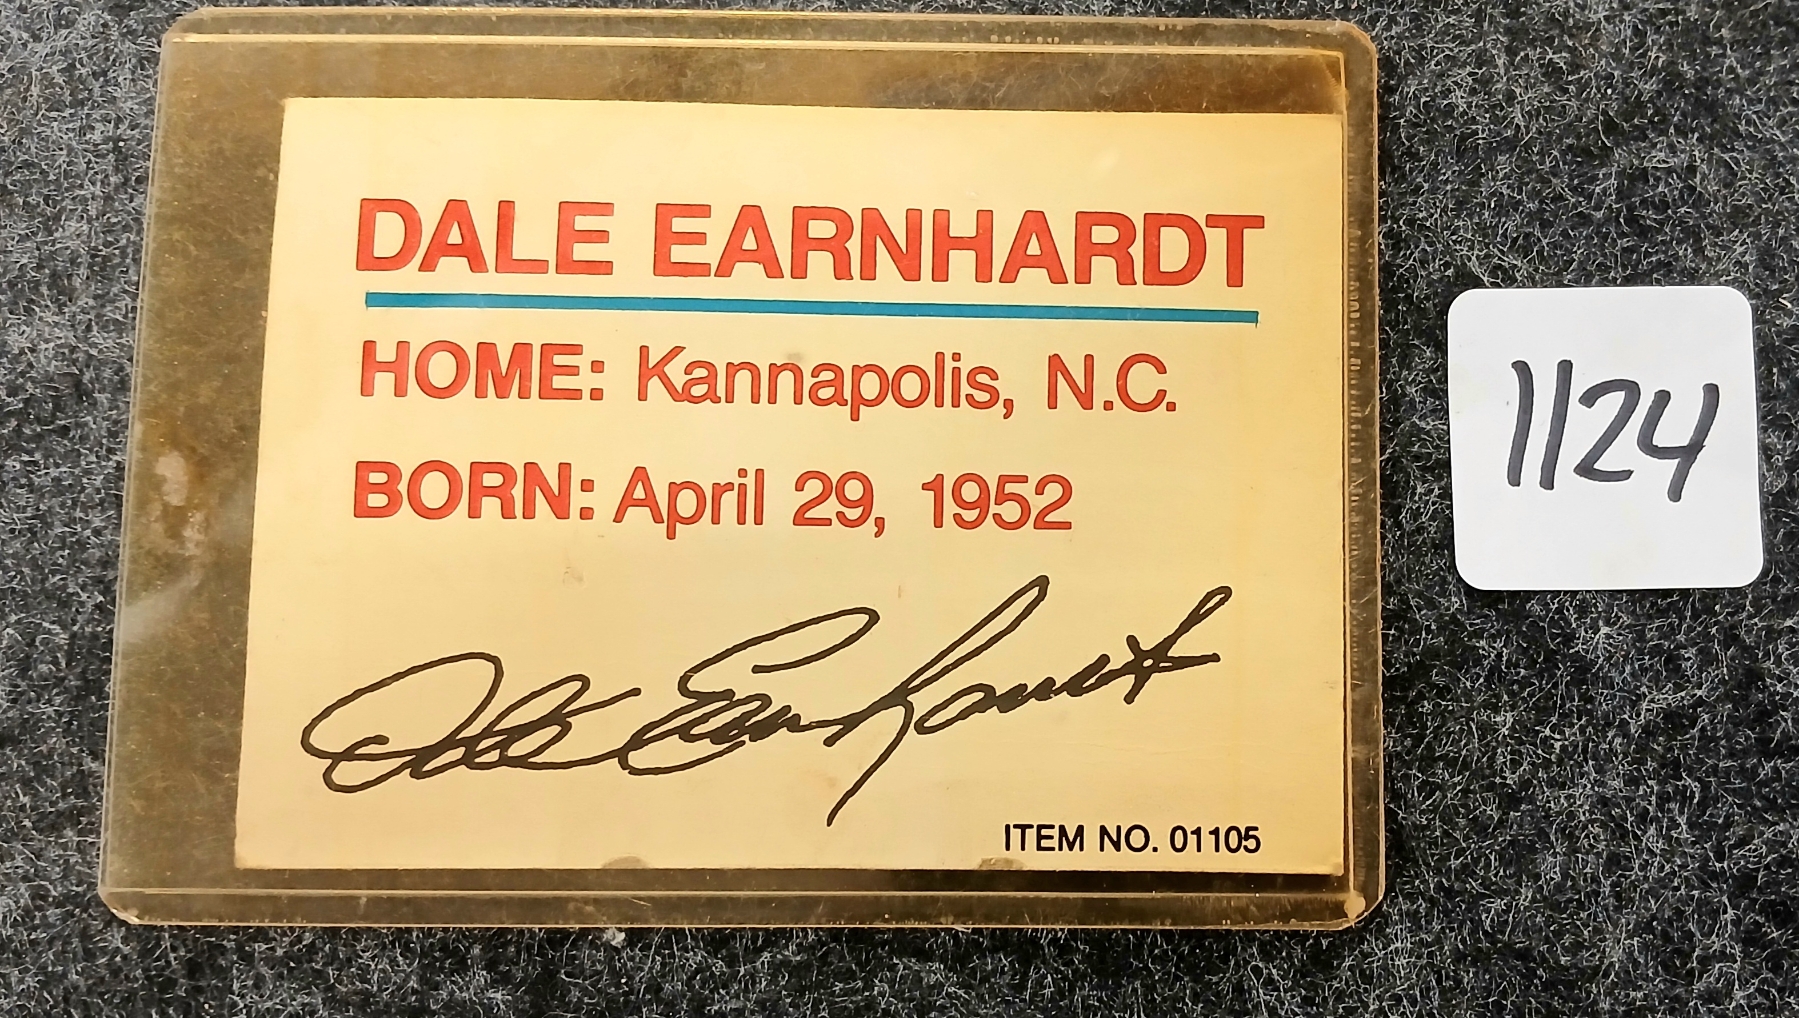 DALE EARNHARDT
HOME: Kannapolis, N.C.
BORN: April 29, 1952
Dale Earnhardt
ITEM NO. 01105
1124